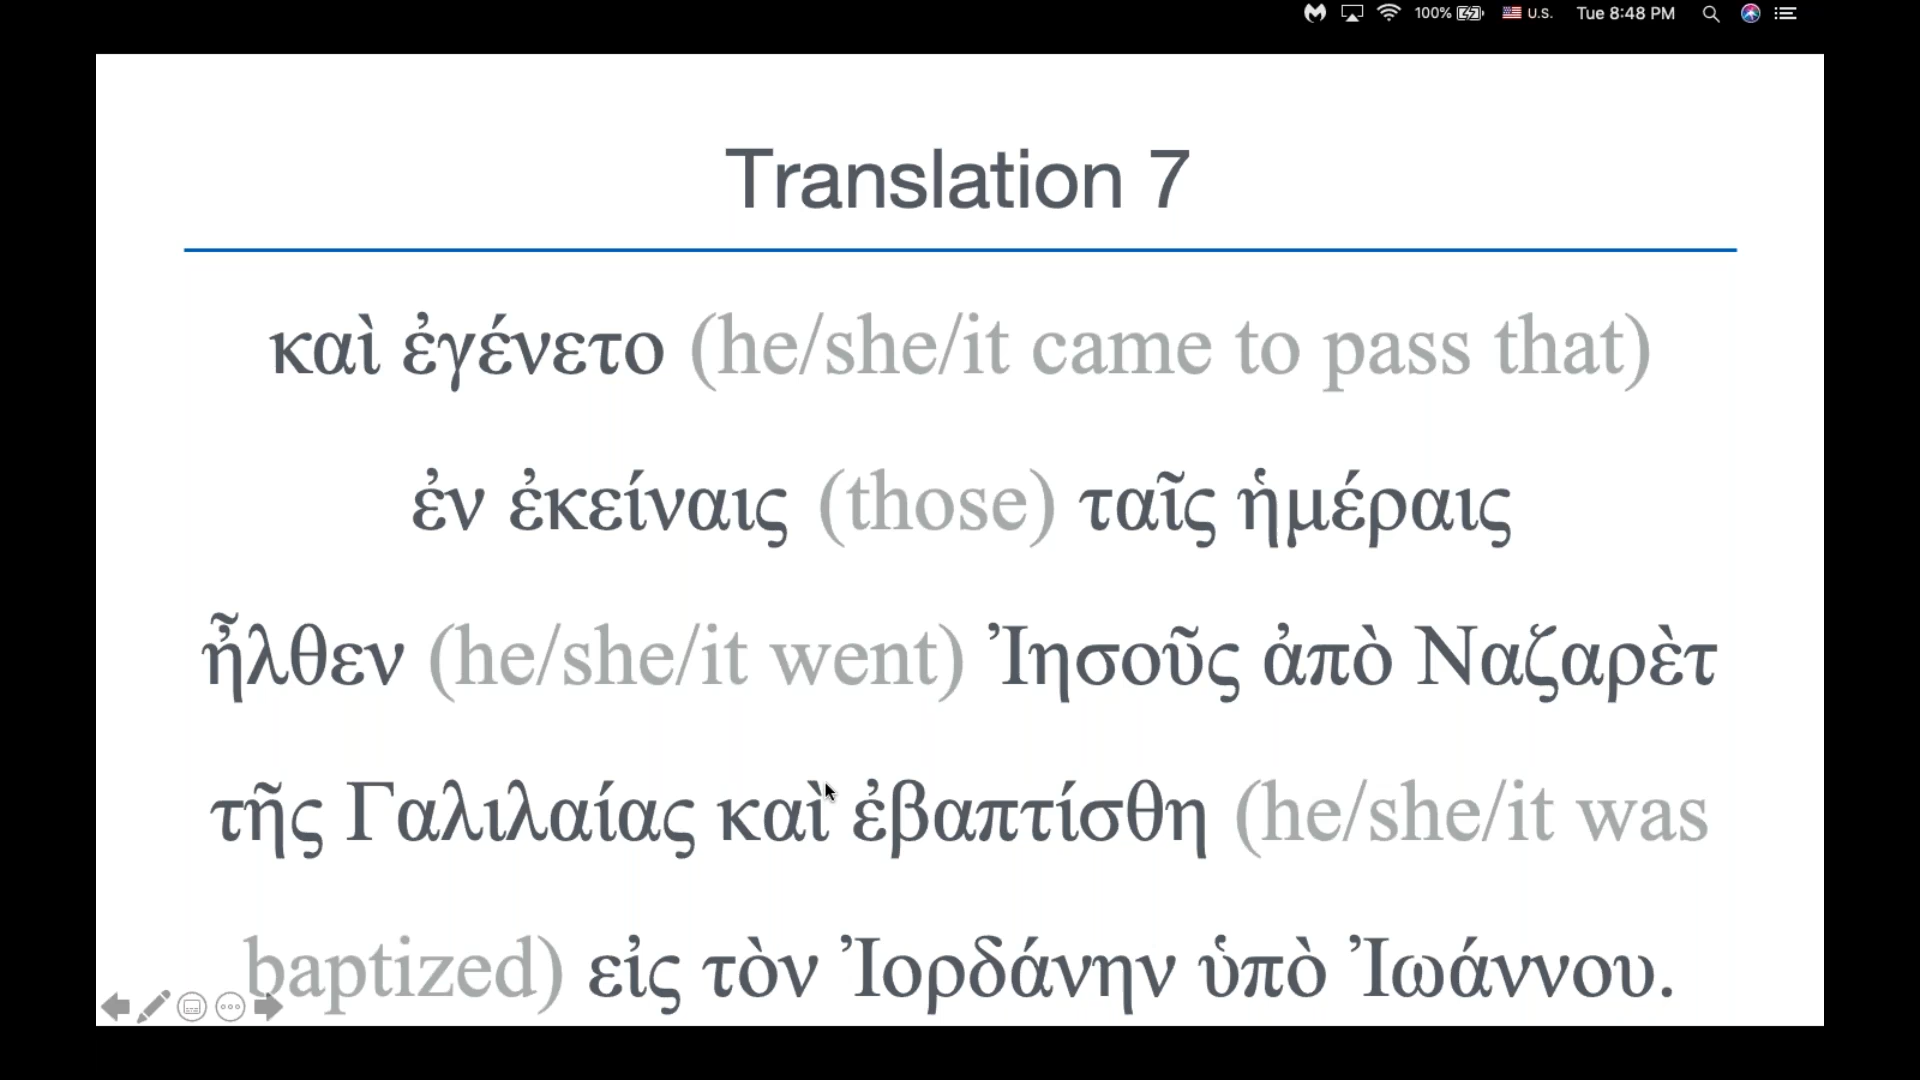 100% U.S. Tue 8:48 PM
Translation 7
καὶ ἐγένετο (he/she/it came to pass that)
ἐν ἐκείναις (those) ταῖς ἡμέραις
ἦλθεν (he/she/it went) Ἰησοῦς ἀπὸ Ναζαρὲτ
τῆς Γαλιλαίας καὶ ἐβαπτίσθη (he/she/it was
baptized) εἰς τὸν Ἰορδάνην ὑπὸ Ἰωάννου.